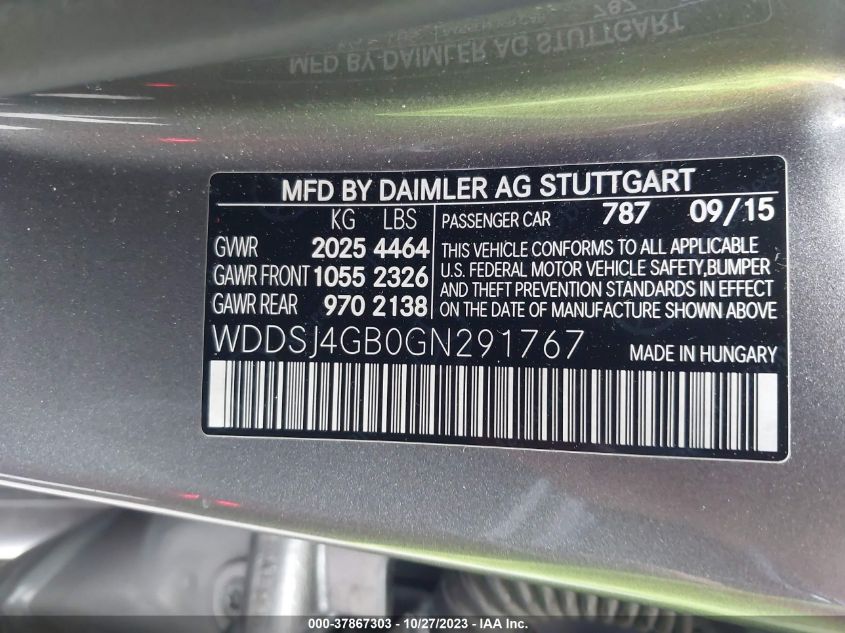 MFD BY DAIMLER AG STUTTGART
KG LBS
GVWR 2025 4464
GAWR FRONT 1055 2326
GAWR REAR 970 2138
PASSENGER CAR 787 09/15
THIS VEHICLE CONFORMS TO ALL APPLICABLE
U.S. FEDERAL MOTOR VEHICLE SAFETY,BUMPER
AND THEFT PREVENTION STANDARDS IN EFFECT
ON THE DATE OF MANUFACTURE SHOWN ABOVE
WDDSJ4GB0GN291767 MADE IN HUNGARY
000-37867303 - 10/27/2023 - IAA Inc.